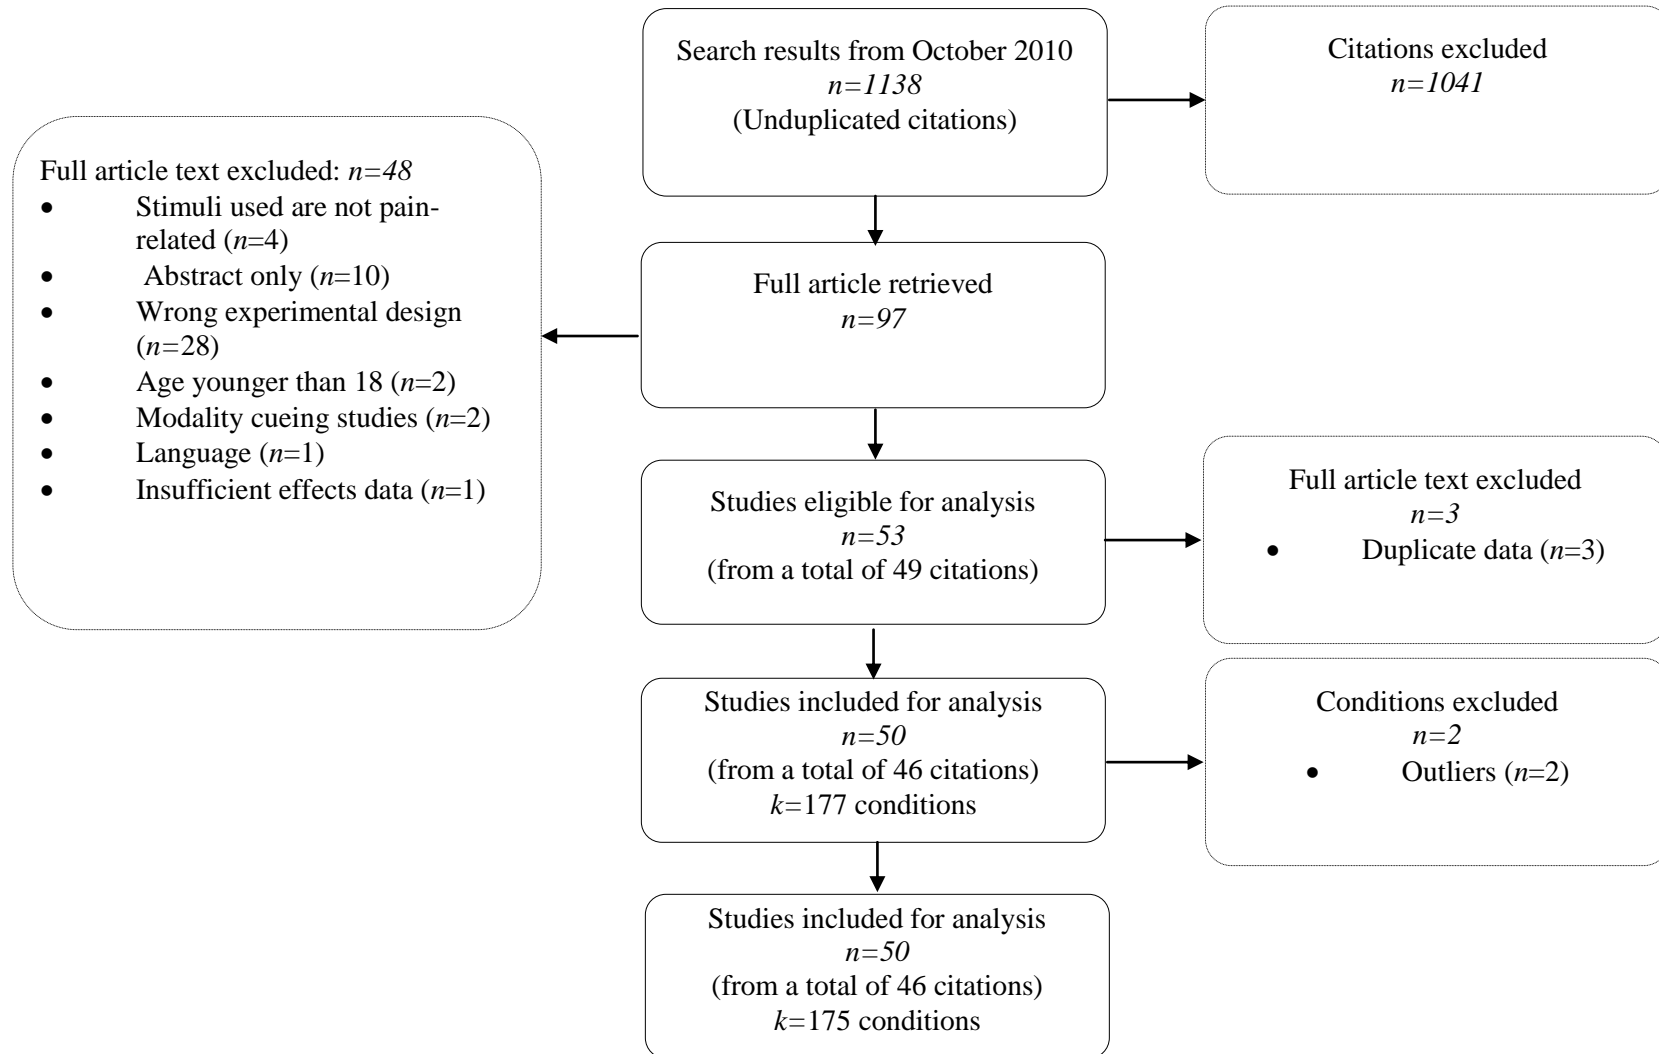 Search results from October 2010
n=1138
(Unduplicated citations)
Citations excluded
n=1041
Full article text excluded: n=48
• Stimuli used are not pain-
related (n=4)
• Abstract only (n=10)
• Wrong experimental design
(n=28)
• Age younger than 18 (n=2)
• Modality cueing studies (n=2)
• Language (n=1)
• Insufficient effects data (n=1)
Full article retrieved
n=97
Studies eligible for analysis
n=53
(from a total of 49 citations)
Full article text excluded
n=3
• Duplicate data (n=3)
Studies included for analysis
n=50
(from a total of 46 citations)
k=177 conditions
Conditions excluded
n=2
• Outliers (n=2)
Studies included for analysis
n=50
(from a total of 46 citations)
k=175 conditions